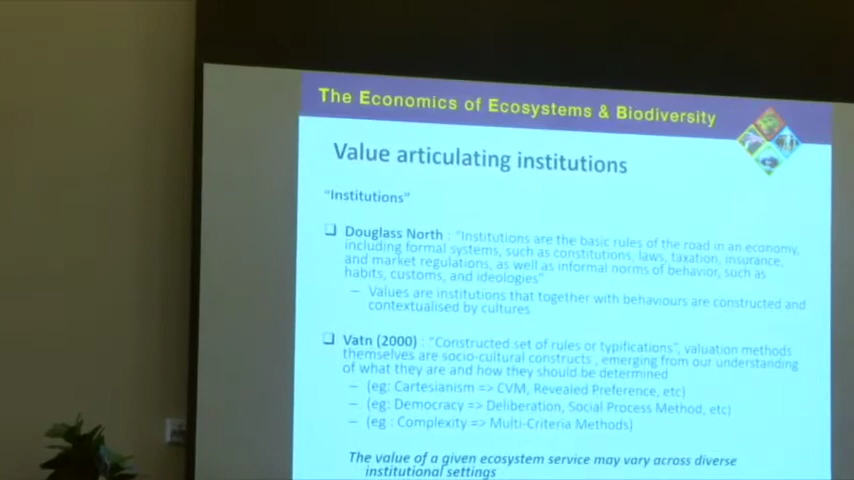 The Economics of Ecosystems & Biodiversity
Value articulating institutions
“Institutions”
❑ Douglass North : “Institutions are the basic rules of the road in an economy,
including formal systems, such as constitutions, laws, taxation, insurance,
and market regulations, as well as informal norms of behavior, such as
habits, customs, and ideologies”
– Values are institutions that together with behaviours are constructed and
contextualised by cultures
❑ Vatn (2000) : “Constructed set of rules or typifications”, valuation methods
themselves are socio-cultural constructs , emerging from our understanding
of what they are and how they should be determined
– (eg: Cartesianism => CVM, Revealed Preference, etc)
– (eg: Democracy => Deliberation, Social Process Method, etc)
– (eg : Complexity => Multi-Criteria Methods)
The value of a given ecosystem service may vary across diverse
institutional settings